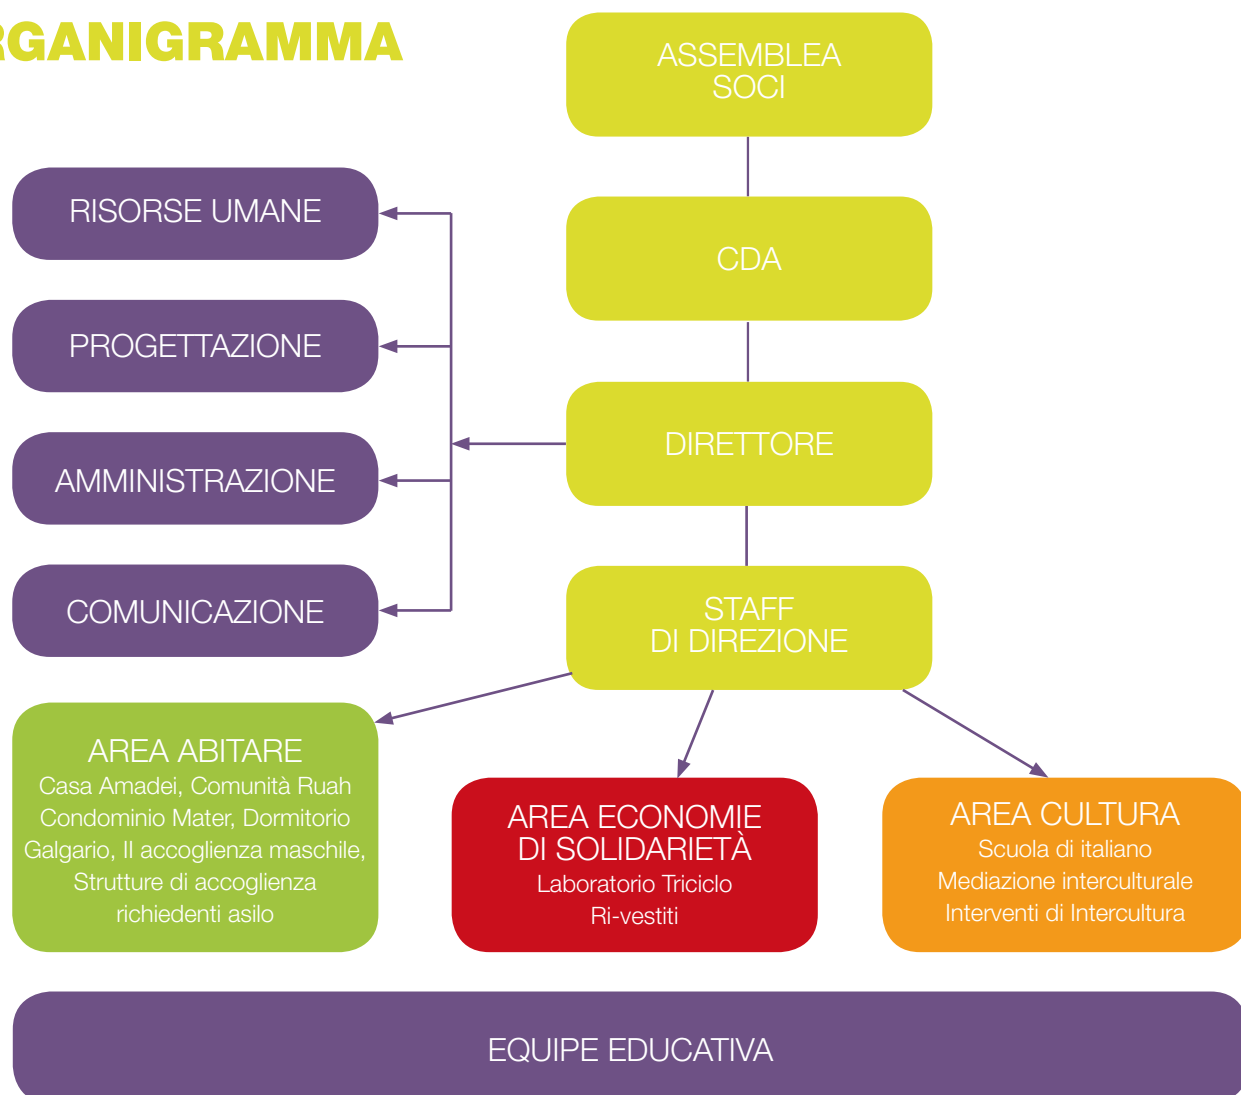 RGANIGRAMMA
ASSEMBLEA
SOCI
CDA
DIRETTORE
STAFF
DI DIREZIONE
RISORSE UMANE
PROGETTAZIONE
AMMINISTRAZIONE
COMUNICAZIONE
AREA ABITARE
Casa Amadei, Comunità Ruah
Condominio Mater, Dormitorio
Galgario, II accoglienza maschile,
Strutture di accoglienza
richiedenti asilo
AREA ECONOMIE
DI SOLIDARIETÀ
Laboratorio Triciclo
Ri-vestiti
AREA CULTURA
Scuola di italiano
Mediazione interculturale
Interventi di Intercultura
EQUIPE EDUCATIVA